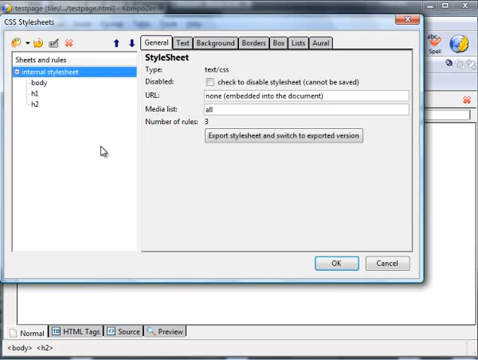 testpage [file/.../testpage.html] - KompoZer
CSS Stylesheets
Spell
Sheets and rules
internal stylesheet
body
h1
h2
General Text Background Borders Box Lists Aural
StyleSheet
Type: text/css
Disabled: check to disable stylesheet (cannot be saved)
URL: none (embedded into the document)
Media list: all
Number of rules: 3
Export stylesheet and switch to exported version
OK Cancel
Normal HTML Tags Source Preview
<body> <h2>